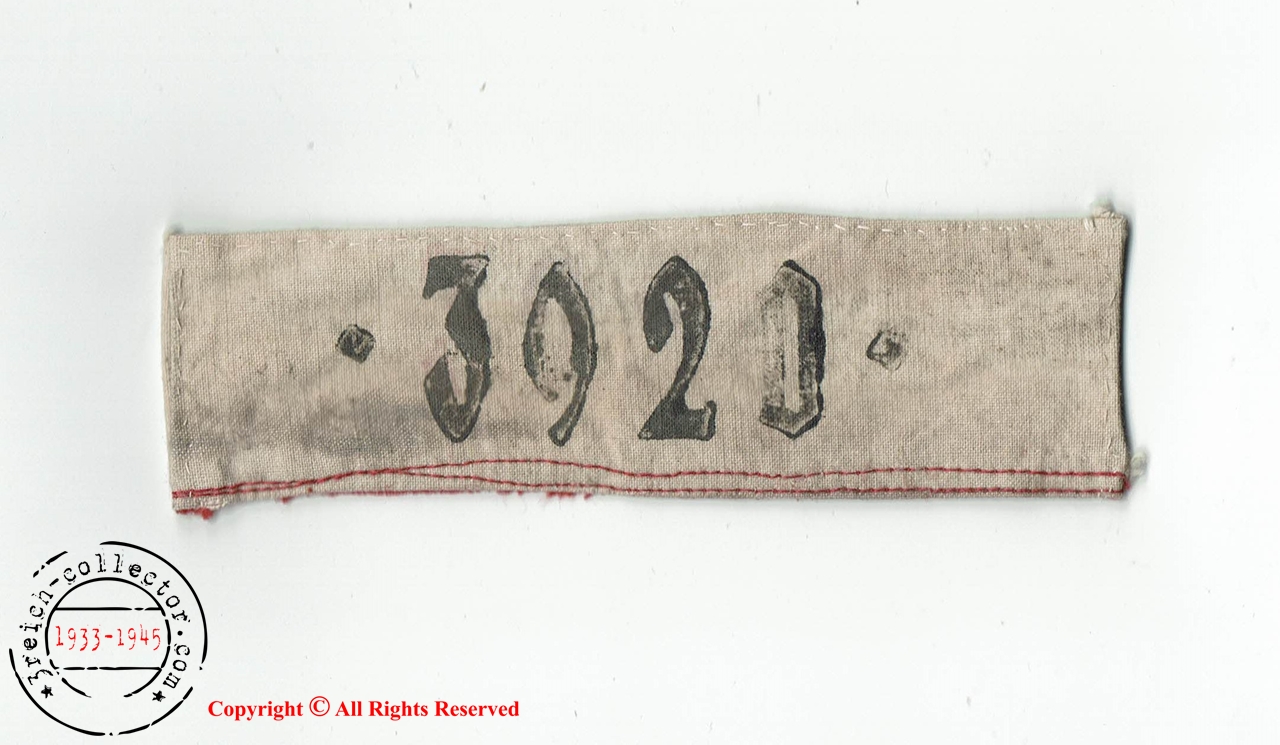 · 3920 ·
3reich-collector.com
1933-1945
Copyright © All Rights Reserved